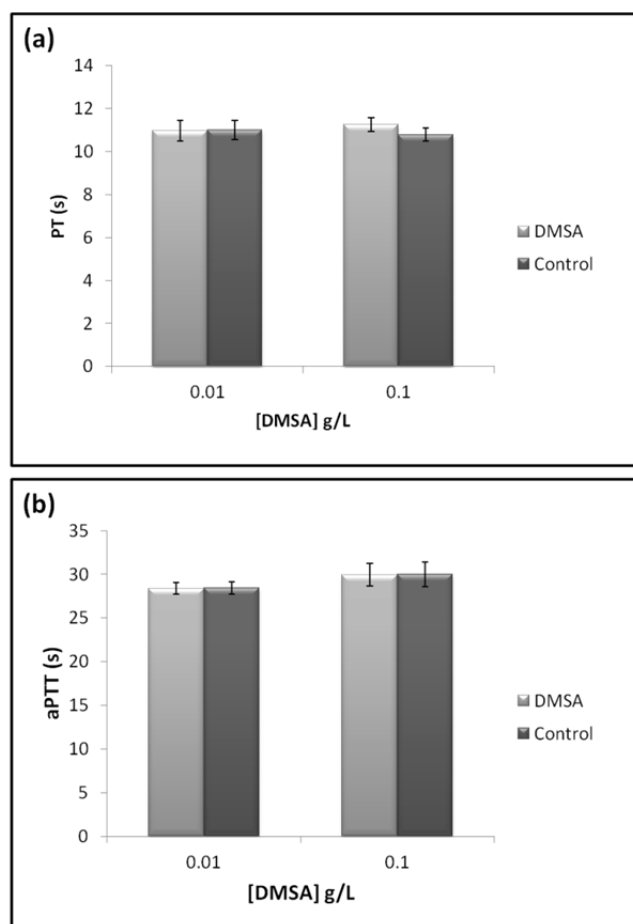 (a)
14
12
10
8
6
4
2
0
PT (s)
0.01 0.1
[DMSA] g/L
DMSA
Control
(b)
35
30
25
20
15
10
5
0
aPTT (s)
0.01 0.1
[DMSA] g/L
DMSA
Control